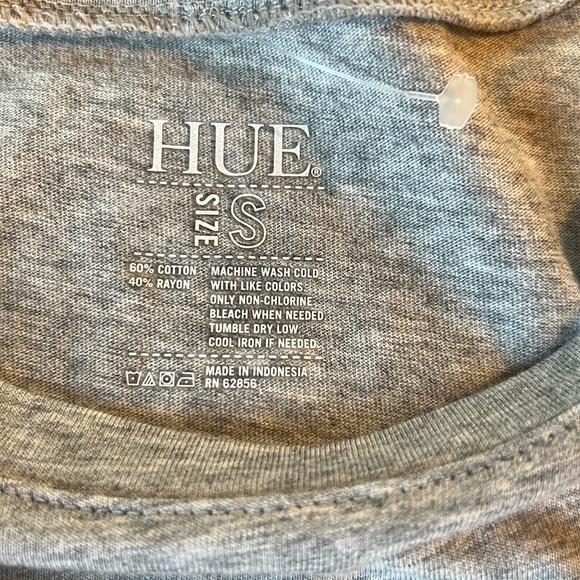 HUE®
SIZE S
60% COTTON
40% RAYON
MACHINE WASH COLD
WITH LIKE COLORS.
ONLY NON-CHLORINE.
BLEACH WHEN NEEDED
TUMBLE DRY LOW.
COOL IRON IF NEEDED.
MADE IN INDONESIA
RN 62856